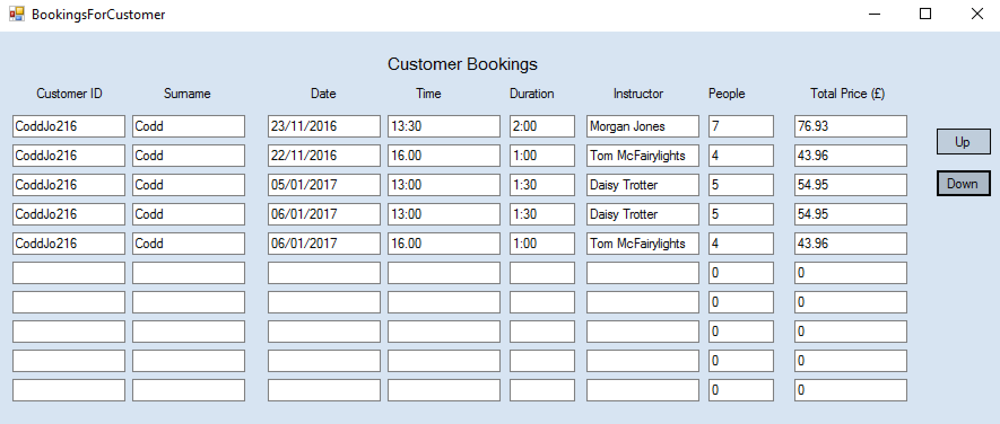 BookingsForCustomer
Customer Bookings
Customer ID Surname Date Time Duration Instructor People Total Price (£)
CoddJo216 Codd 23/11/2016 13:30 2:00 Morgan Jones 7 76.93
Up
CoddJo216 Codd 22/11/2016 16.00 1:00 Tom McFairylights 4 43.96
CoddJo216 Codd 05/01/2017 13:00 1:30 Daisy Trotter 5 54.95
Down
CoddJo216 Codd 06/01/2017 13:00 1:30 Daisy Trotter 5 54.95
CoddJo216 Codd 06/01/2017 16.00 1:00 Tom McFairylights 4 43.96
0 0
0 0
0 0
0 0
0 0